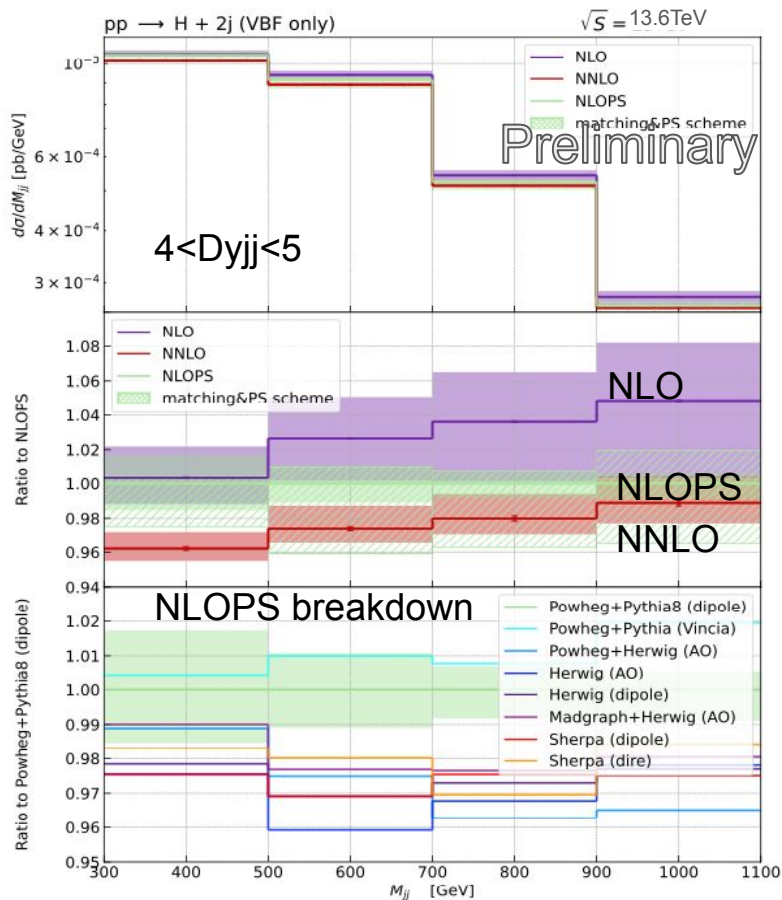 pp → H + 2j (VBF only)
√S = 13.6TeV
10⁻³
6 × 10⁻⁴
4 × 10⁻⁴
3 × 10⁻⁴
dσ/dM_jj [pb/GeV]
NLO
NNLO
NLOPS
matching&PS scheme
Preliminary
4<Dyjj<5
1.08
1.06
1.04
1.02
1.00
0.98
0.96
0.94
Ratio to NLOPS
NLO
NNLO
NLOPS
matching&PS scheme
NLO
NLOPS
NNLO
1.02
1.01
1.00
0.99
0.98
0.97
0.96
0.95
Ratio to Powheg+Pythia8 (dipole)
NLOPS breakdown
Powheg+Pythia8 (dipole)
Powheg+Pythia (Vincia)
Powheg+Herwig (AO)
Herwig (AO)
Herwig (dipole)
Madgraph+Herwig (AO)
Sherpa (dipole)
Sherpa (dire)
300 400 500 600 700 800 900 1000 1100
M_jj [GeV]